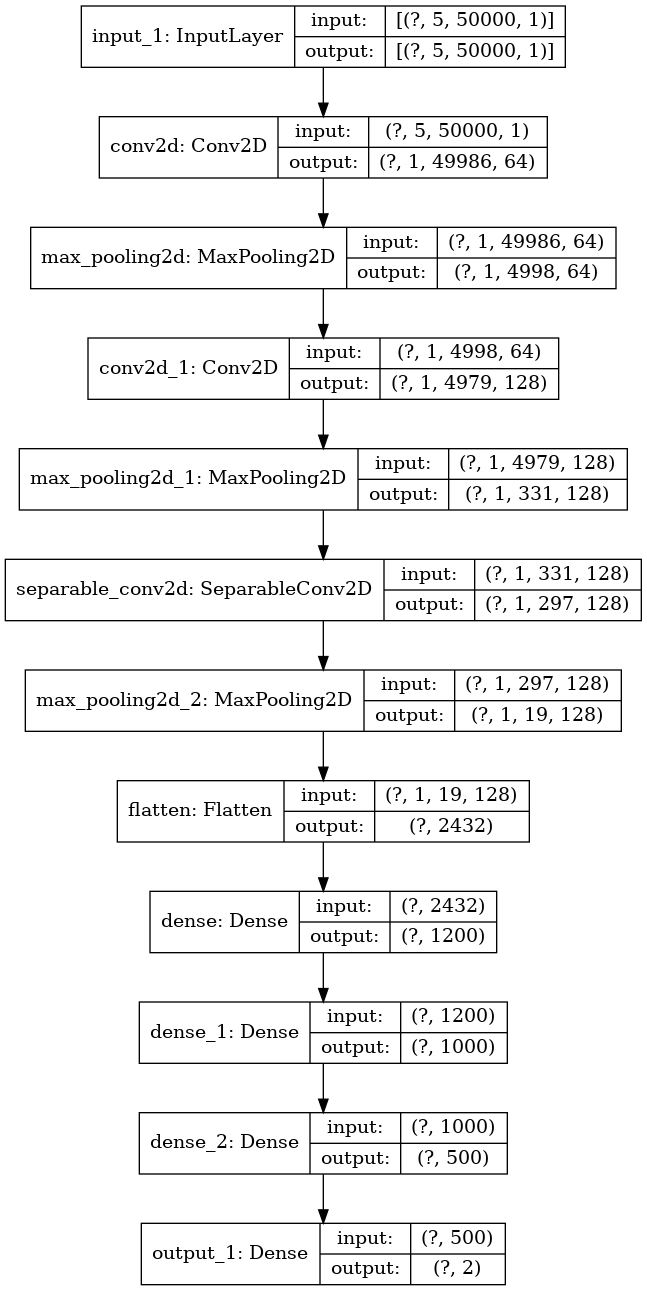 input_1: InputLayer
input:
[(?, 5, 50000, 1)]
output:
[(?, 5, 50000, 1)]
conv2d: Conv2D
input:
(?, 5, 50000, 1)
output:
(?, 1, 49986, 64)
max_pooling2d: MaxPooling2D
input:
(?, 1, 49986, 64)
output:
(?, 1, 4998, 64)
conv2d_1: Conv2D
input:
(?, 1, 4998, 64)
output:
(?, 1, 4979, 128)
max_pooling2d_1: MaxPooling2D
input:
(?, 1, 4979, 128)
output:
(?, 1, 331, 128)
separable_conv2d: SeparableConv2D
input:
(?, 1, 331, 128)
output:
(?, 1, 297, 128)
max_pooling2d_2: MaxPooling2D
input:
(?, 1, 297, 128)
output:
(?, 1, 19, 128)
flatten: Flatten
input:
(?, 1, 19, 128)
output:
(?, 2432)
dense: Dense
input:
(?, 2432)
output:
(?, 1200)
dense_1: Dense
input:
(?, 1200)
output:
(?, 1000)
dense_2: Dense
input:
(?, 1000)
output:
(?, 500)
output_1: Dense
input:
(?, 500)
output:
(?, 2)